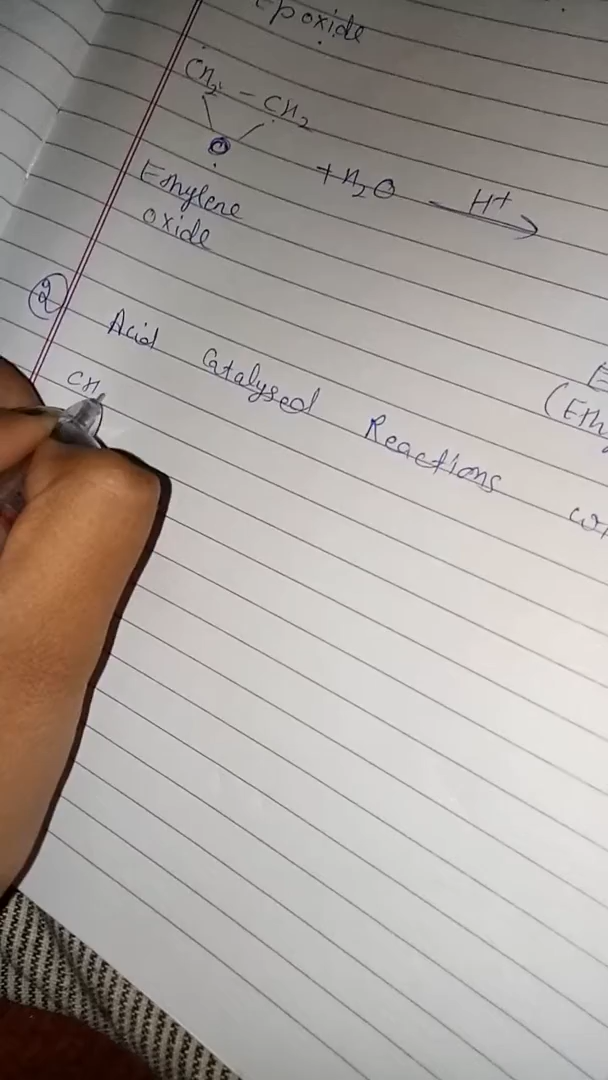 Epoxide
CH2 - CH2
O
+ H2O H+
Ethylene
oxide
② Acid Catalysed Reactions
(Eth
CH